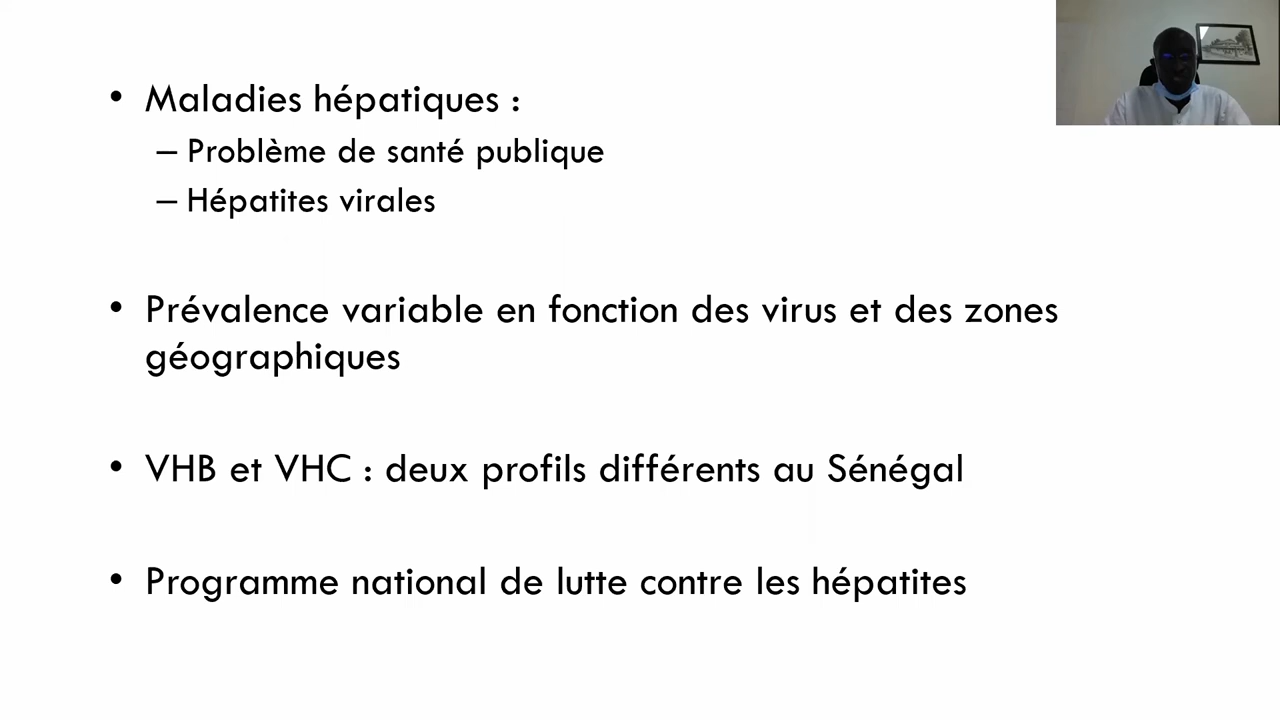 • Maladies hépatiques :
– Problème de santé publique
– Hépatites virales
• Prévalence variable en fonction des virus et des zones
géographiques
• VHB et VHC : deux profils différents au Sénégal
• Programme national de lutte contre les hépatites